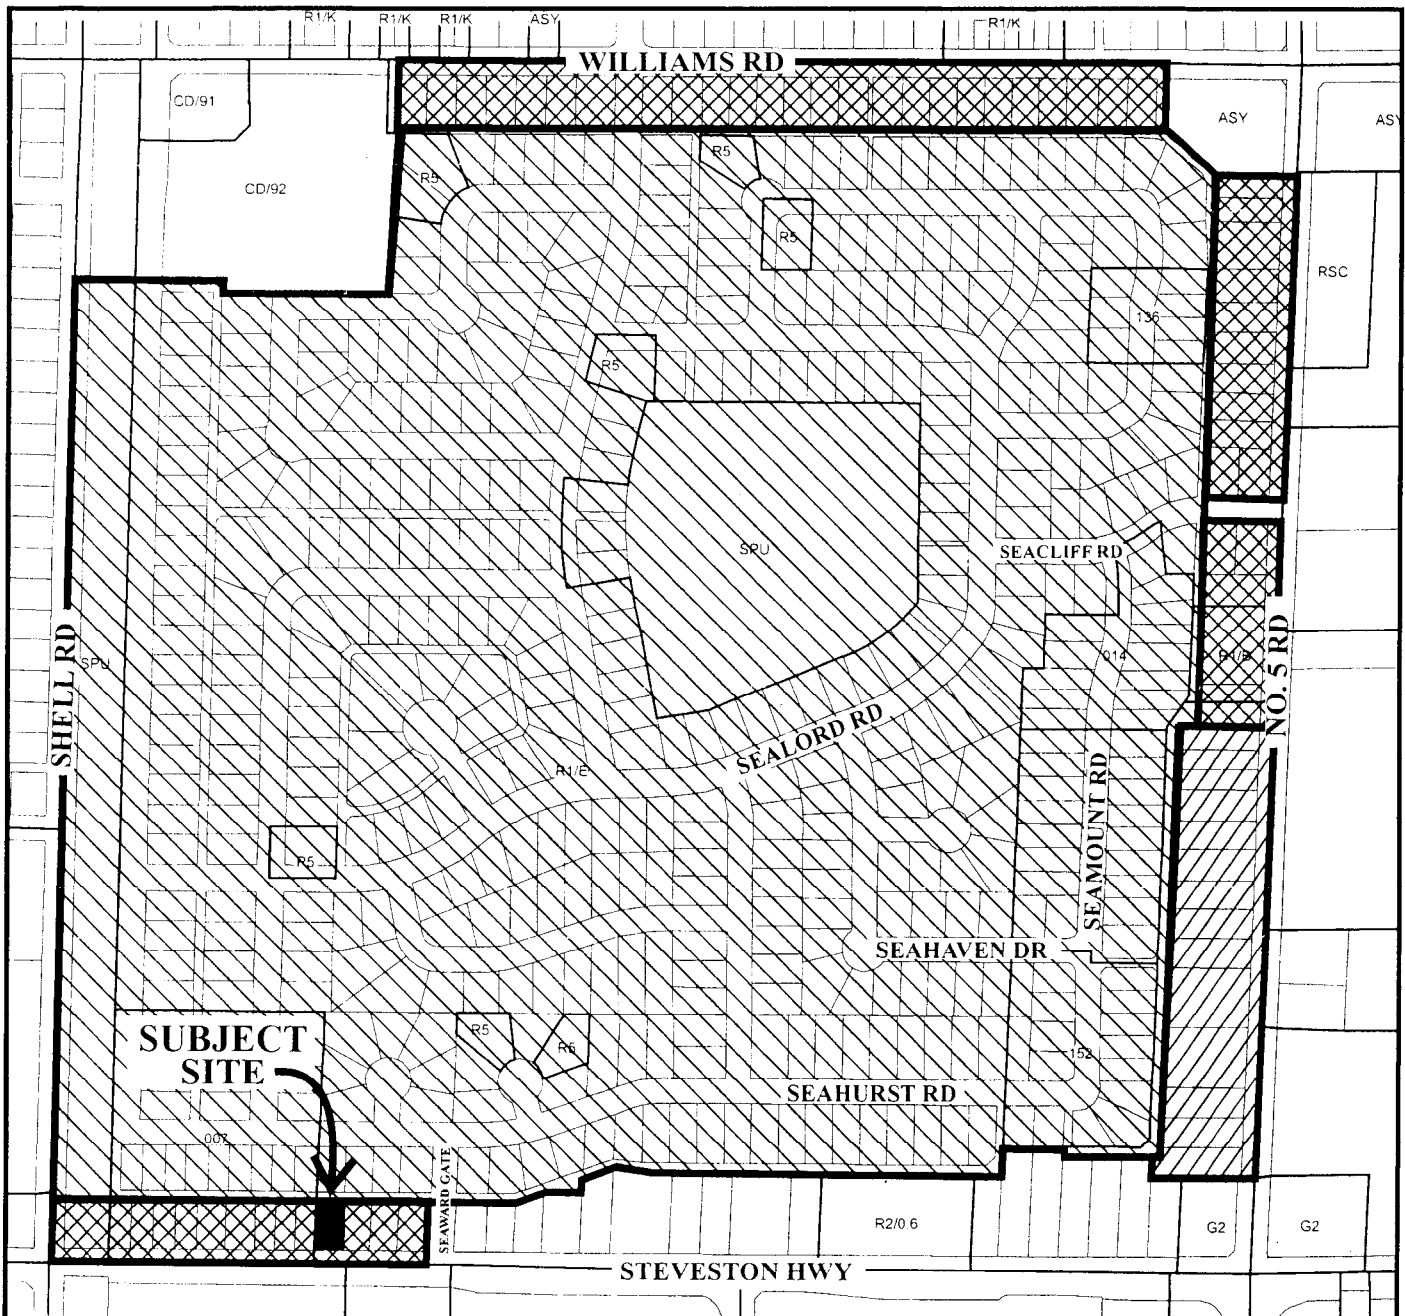 R1/K
R1/K
R1/K
ASY
R1/K
WILLIAMS RD
CD/91
ASY
CD/92
R5
R5
R5
RSC
136
R5
SPU
SEACLIFF RD
SHELL RD
SPU
014
R1/B
NO. 5 RD
SEALORD RD
R1/E
SEAMOUNT RD
R5
SEAHAVEN DR
SUBJECT
SITE
R5
R5
152
SEAHURST RD
007
SEAWARD GATE
R2/0.6
G2
G2
STEVESTON HWY